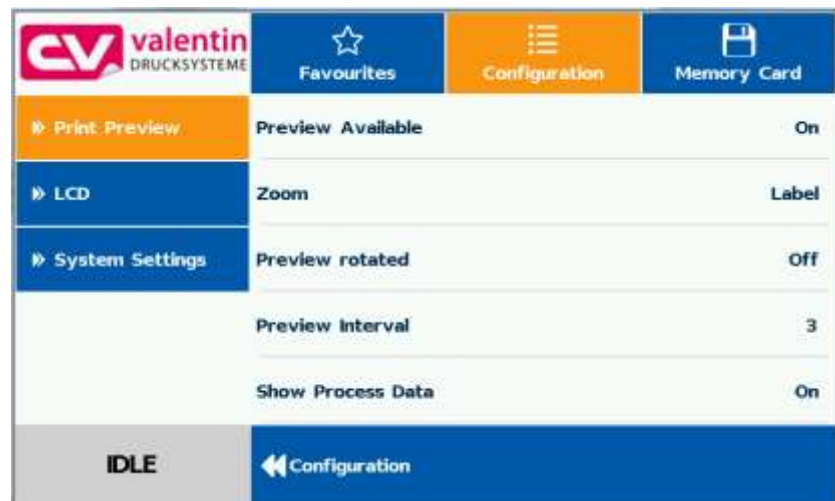 CV valentin
DRUCKSYSTEME
Favourites
Configuration
Memory Card
Print Preview
LCD
System Settings
Preview Available On
Zoom Label
Preview rotated Off
Preview Interval 3
Show Process Data On
IDLE
Configuration